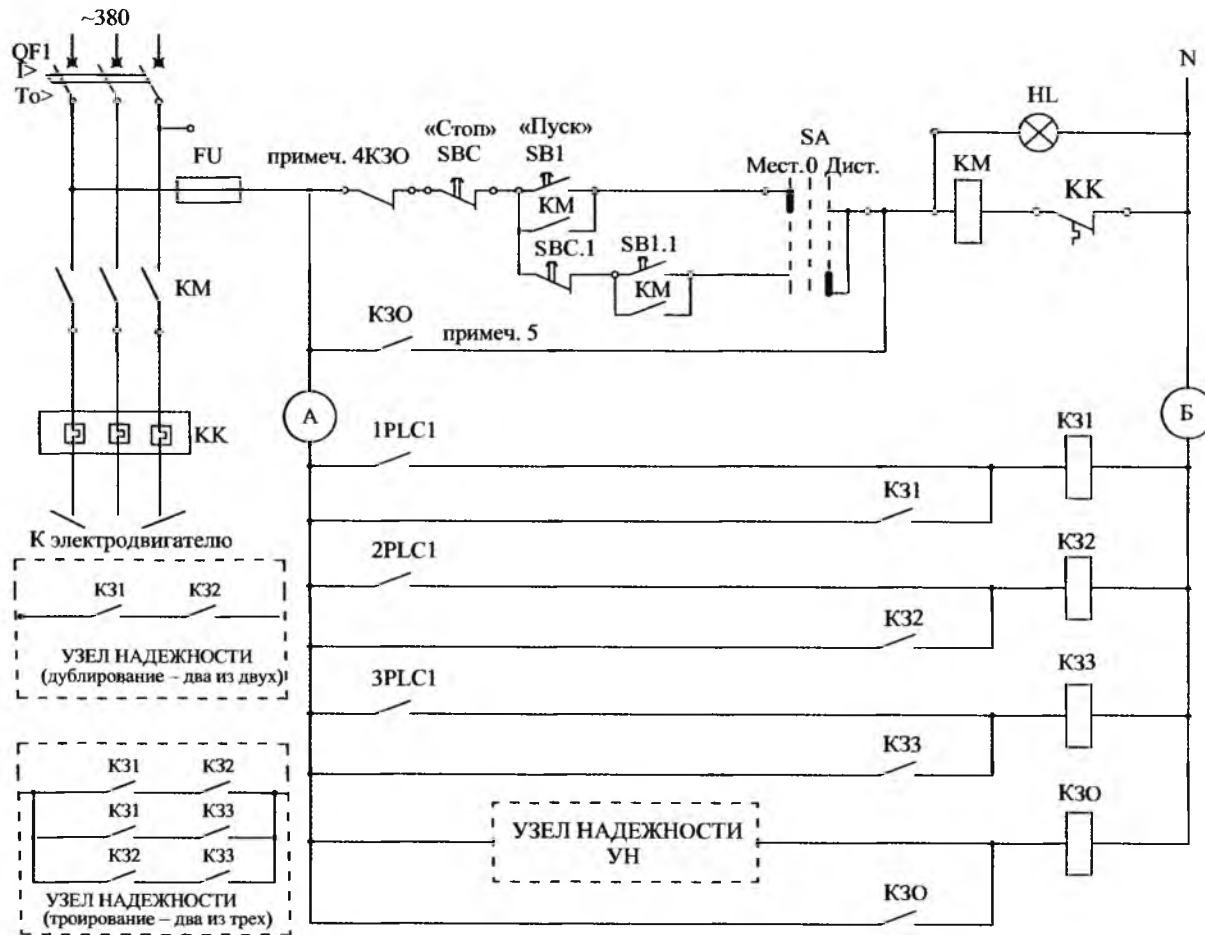 ~380
QF1
I>
To>
FU
примеч. 4КЗО
«Стоп»
SBC
«Пуск»
SB1
KM
SBC.1
SB1.1
KM
SA
Мест.0 Дист.
HL
KM
KK
N
KM
КЗО
примеч. 5
KK
А
Б
К электродвигателю
1PLC1
КЗ1
КЗ1
2PLC1
КЗ2
КЗ2
3PLC1
КЗ3
КЗ3
УЗЕЛ НАДЕЖНОСТИ
УН
КЗО
КЗО
КЗ1 КЗ2
УЗЕЛ НАДЕЖНОСТИ
(дублирование – два из двух)
КЗ1 КЗ2
КЗ1 КЗ3
КЗ2 КЗ3
УЗЕЛ НАДЕЖНОСТИ
(троирование – два из трех)